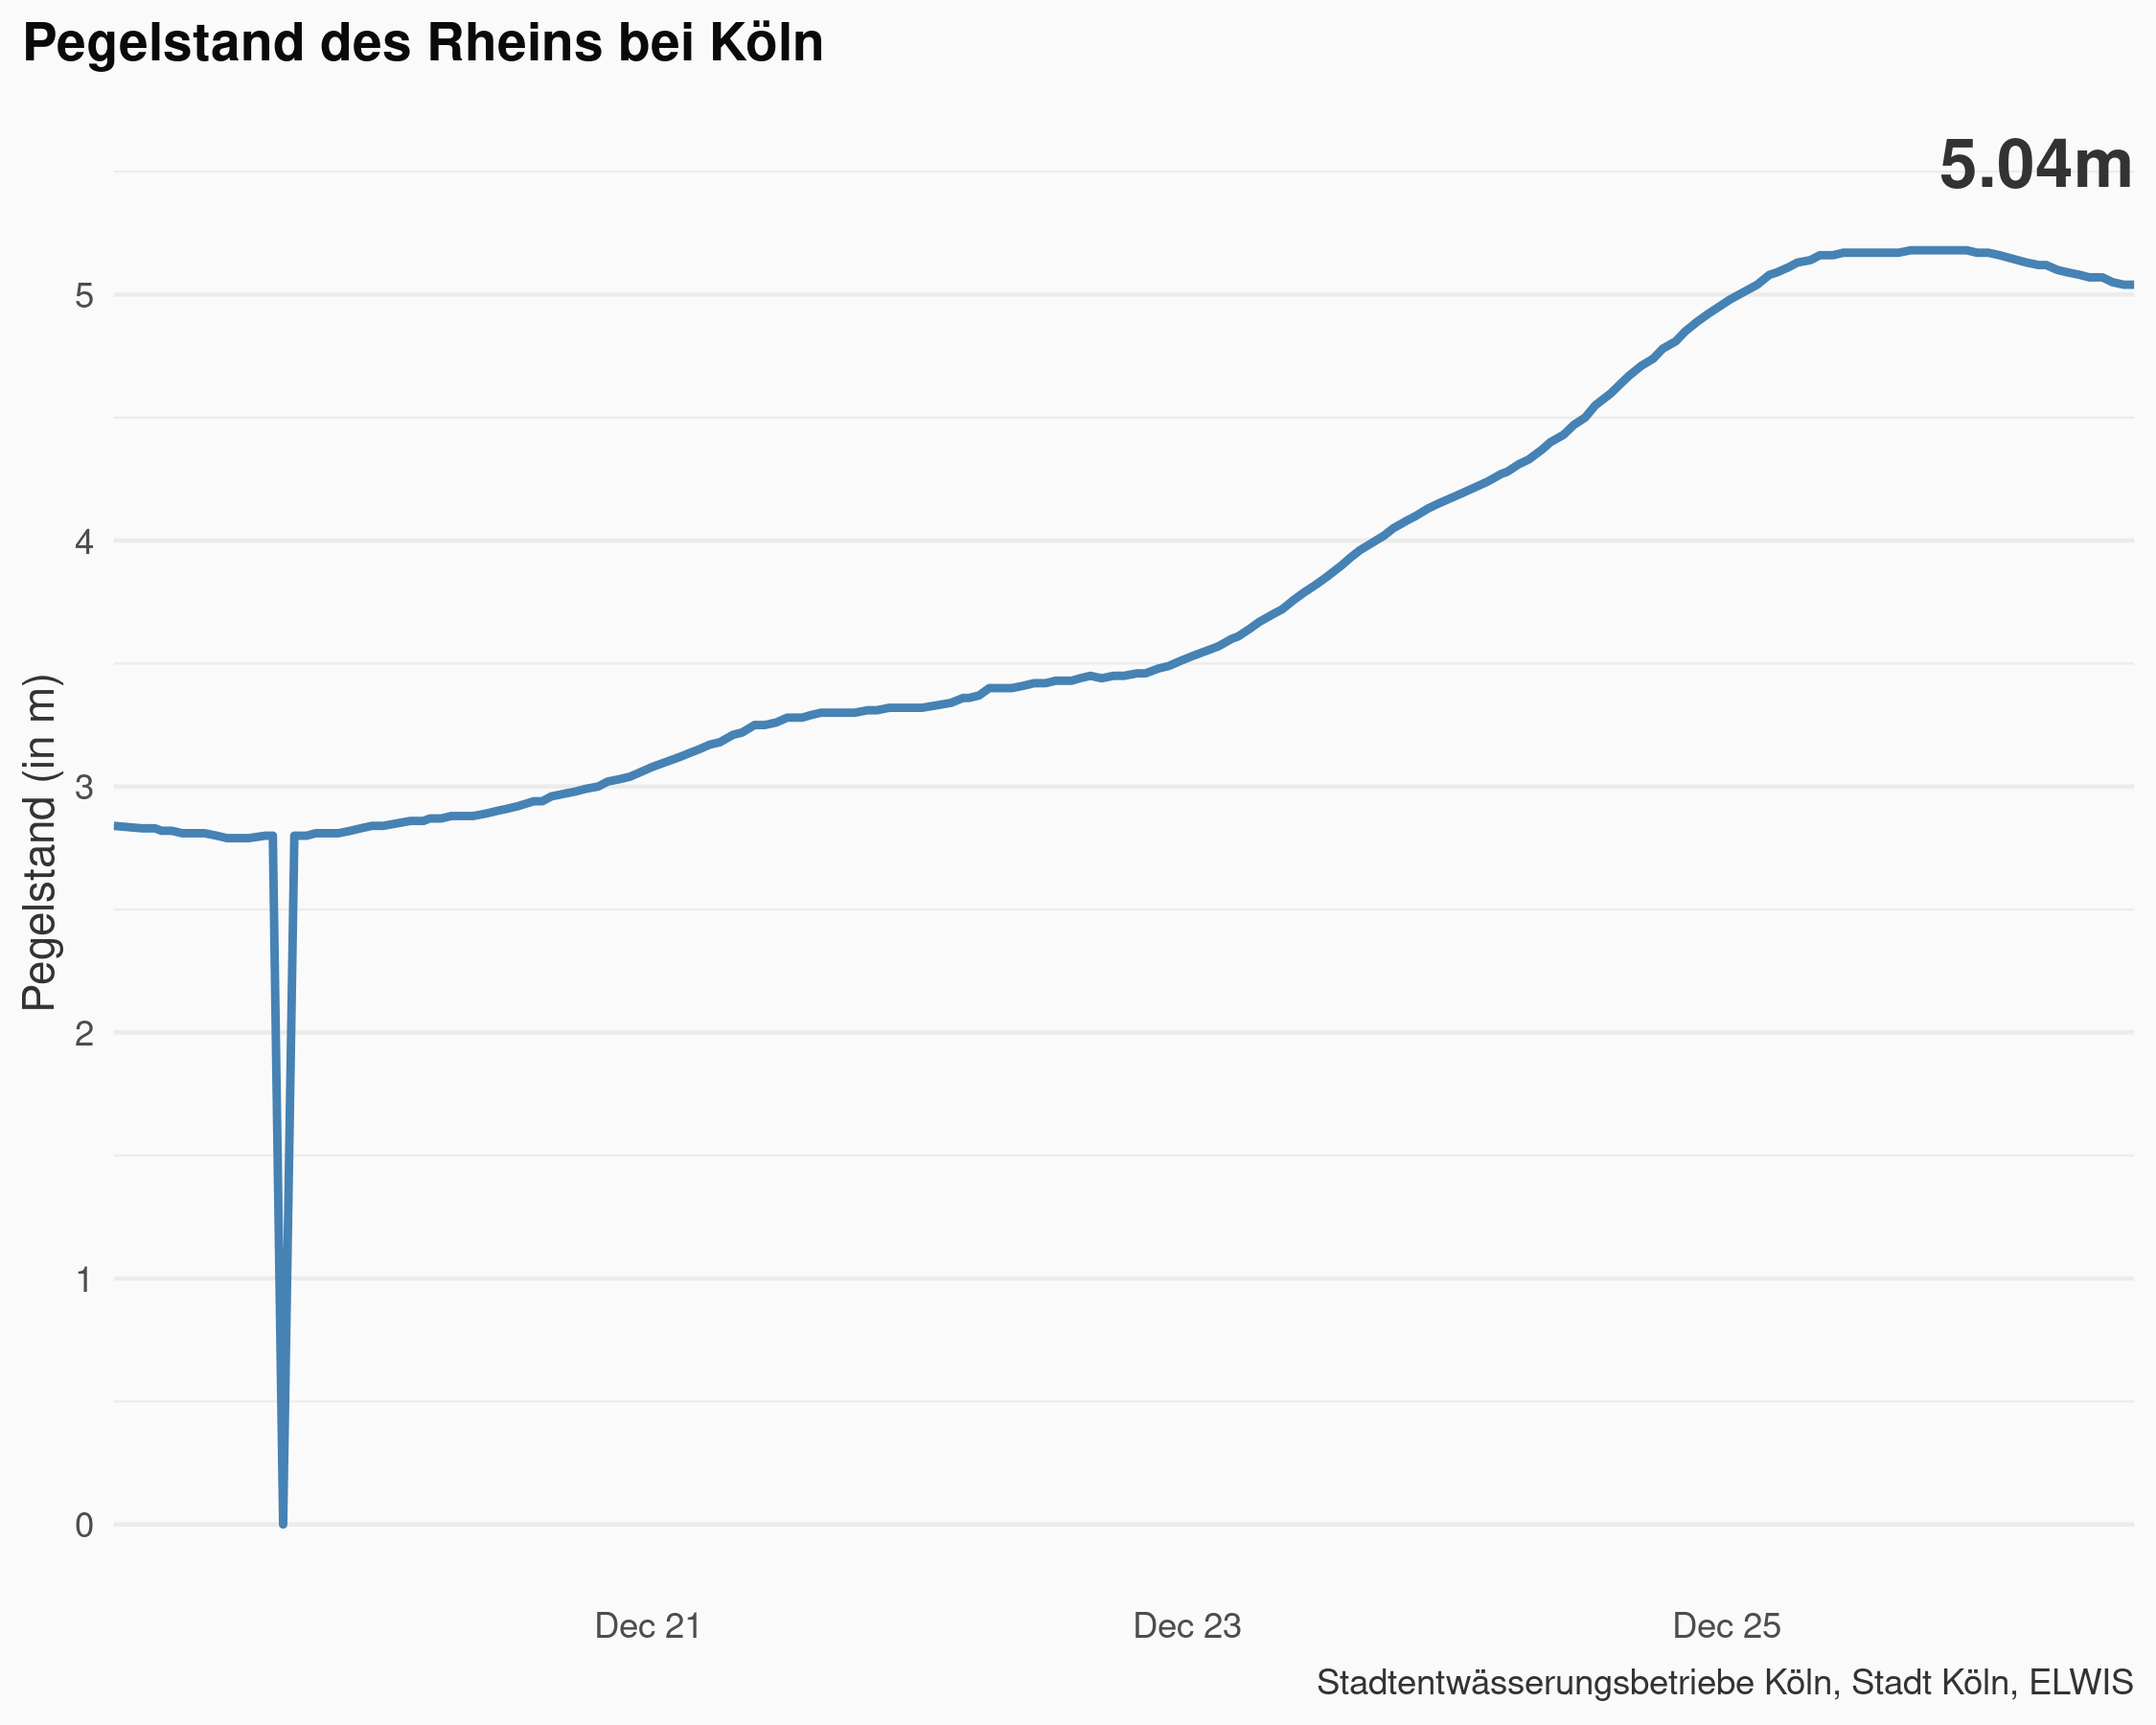 Pegelstand des Rheins bei Köln
5.04m
Pegelstand (in m)
5
4
3
2
1
0
Dec 21
Dec 23
Dec 25
Stadtentwässerungsbetriebe Köln, Stadt Köln, ELWIS